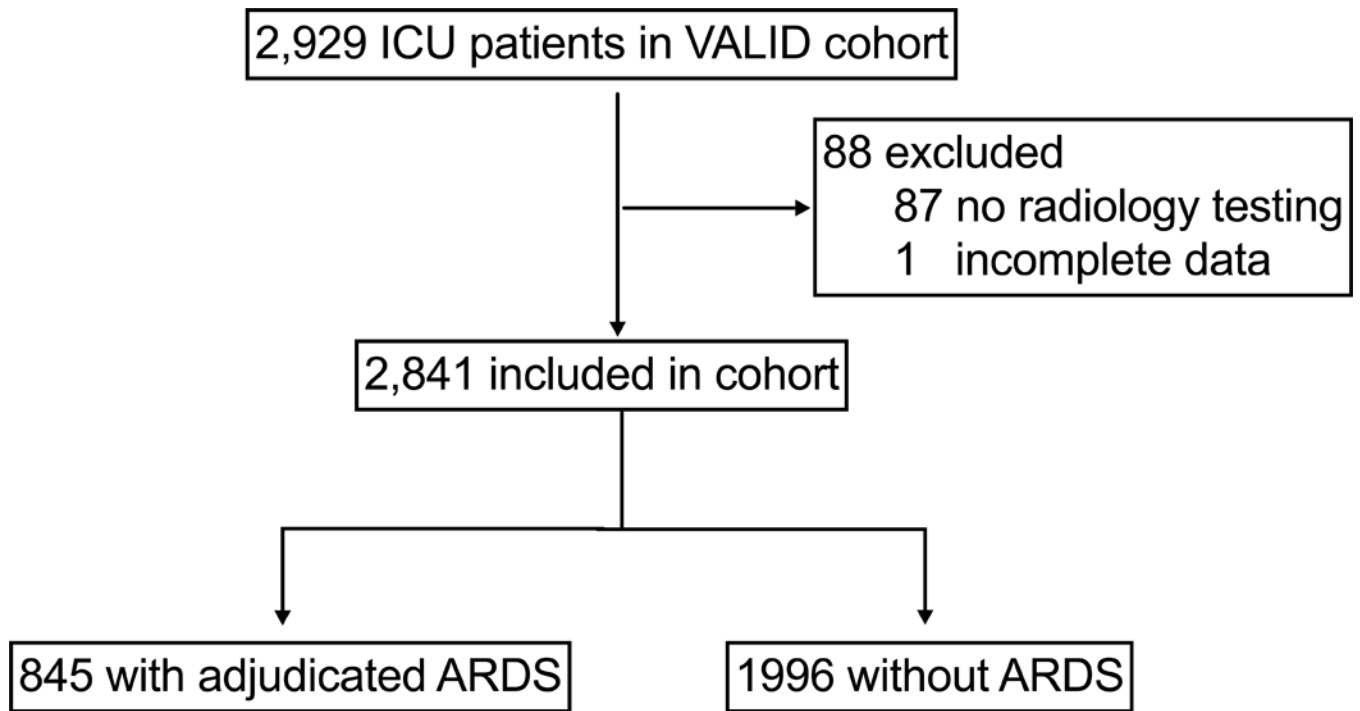 2,929 ICU patients in VALID cohort
88 excluded
87 no radiology testing
1 incomplete data
2,841 included in cohort
845 with adjudicated ARDS
1996 without ARDS